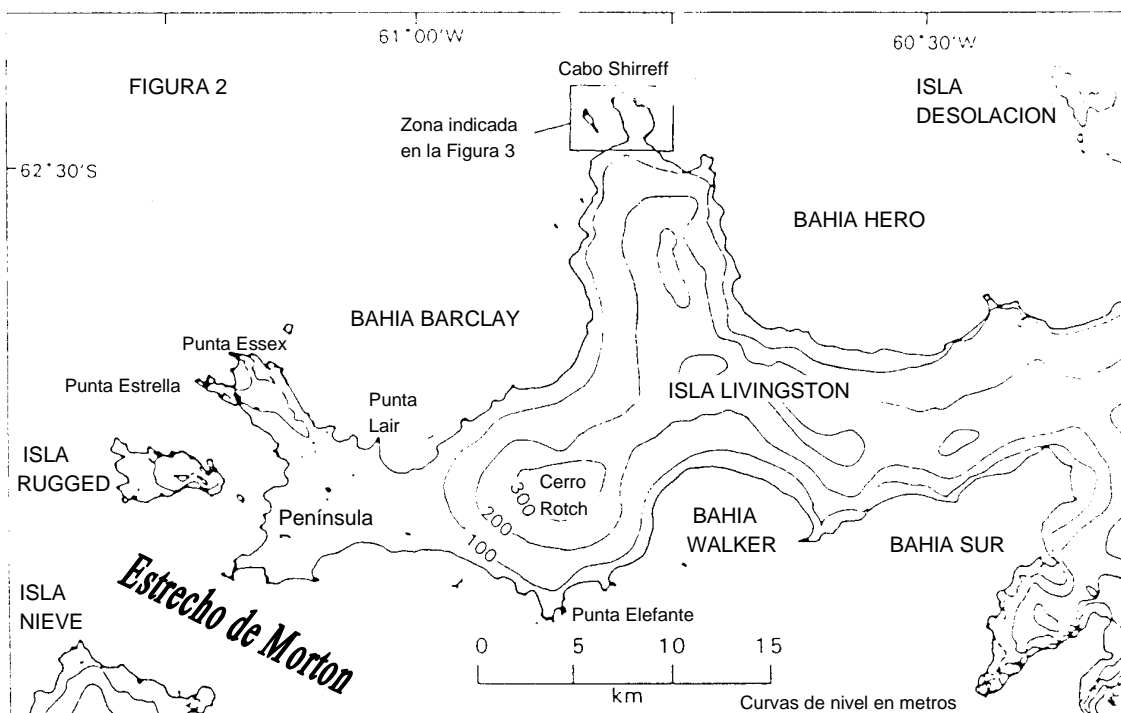 61°00'W
60°30'W
FIGURA 2
Cabo Shirreff
ISLA
DESOLACION
Zona indicada
en la Figura 3
62°30'S
BAHIA HERO
BAHIA BARCLAY
Punta Essex
Punta Estrella
Punta
Lair
ISLA LIVINGSTON
ISLA
RUGGED
Cerro
Rotch
300
200
100
Península
BAHIA
WALKER
BAHIA SUR
Estrecho de Morton
ISLA
NIEVE
Punta Elefante
0 5 10 15
km
Curvas de nivel en metros